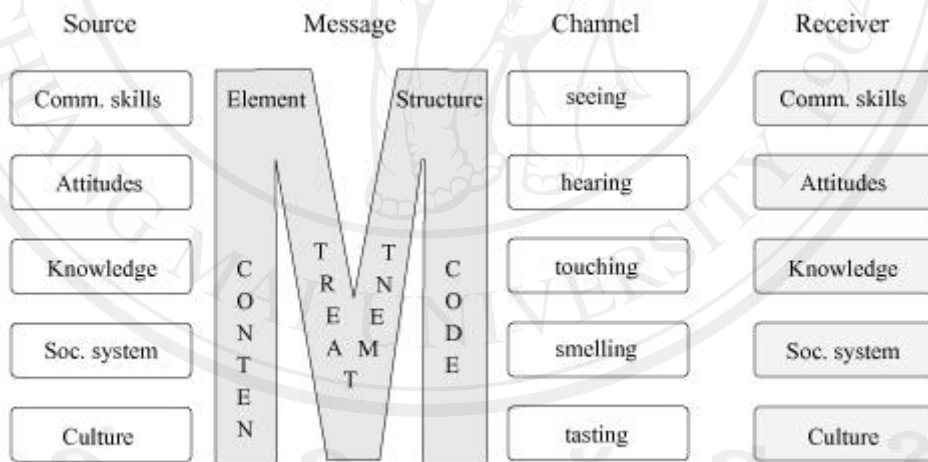 Source Message Channel Receiver
Comm. skills Element Structure seeing Comm. skills
Attitudes hearing Attitudes
Knowledge CONTEN TREATMENT CODE touching Knowledge
Soc. system smelling Soc. system
Culture tasting Culture